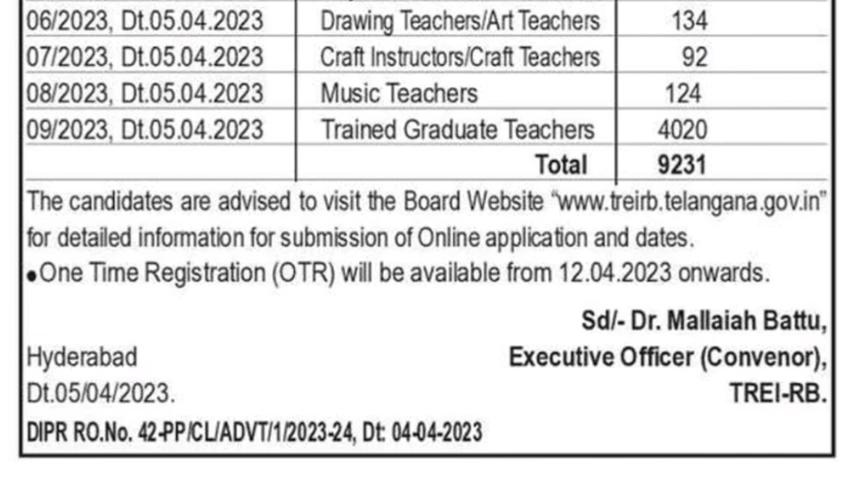 06/2023, Dt.05.04.2023 Drawing Teachers/Art Teachers 134
07/2023, Dt.05.04.2023 Craft Instructors/Craft Teachers 92
08/2023, Dt.05.04.2023 Music Teachers 124
09/2023, Dt.05.04.2023 Trained Graduate Teachers 4020
Total 9231
The candidates are advised to visit the Board Website “www.treirb.telangana.gov.in”
for detailed information for submission of Online application and dates.
●One Time Registration (OTR) will be available from 12.04.2023 onwards.
Sd/- Dr. Mallaiah Battu,
Hyderabad Executive Officer (Convenor),
Dt.05/04/2023. TREI-RB.
DIPR RO.No. 42-PP/CL/ADVT/1/2023-24, Dt: 04-04-2023